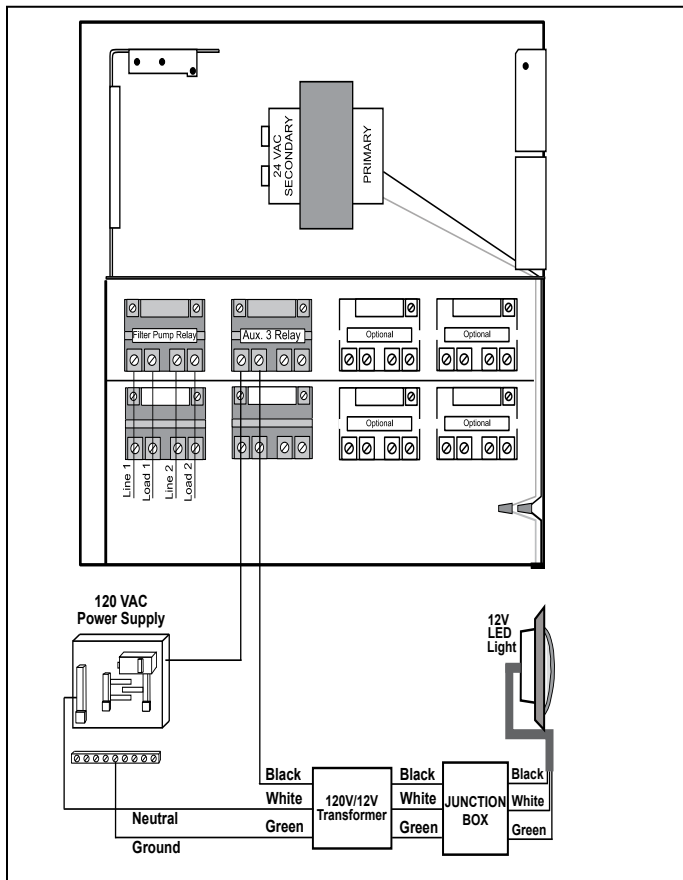 24 VAC
SECONDARY
PRIMARY
Filter Pump Relay
Aux. 3 Relay
Optional
Optional
Optional
Optional
Line 1
Load 1
Line 2
Load 2
120 VAC
Power Supply
12V
LED
Light
Black
White
Green
Neutral
Ground
120V/12V
Transformer
Black
White
Green
JUNCTION
BOX
Black
White
Green